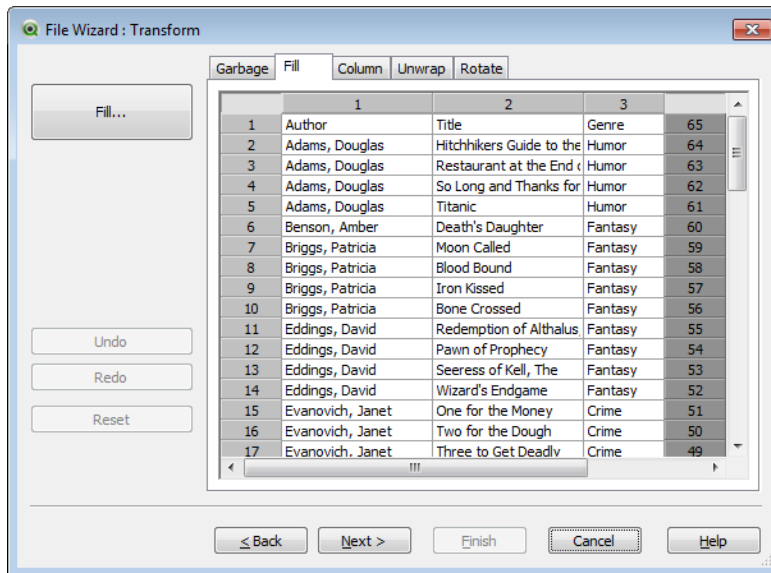 File Wizard : Transform
Garbage Fill Column Unwrap Rotate
Fill...
1 2 3
1 Author Title Genre 65
2 Adams, Douglas Hitchhikers Guide to the Humor 64
3 Adams, Douglas Restaurant at the End Humor 63
4 Adams, Douglas So Long and Thanks for Humor 62
5 Adams, Douglas Titanic Humor 61
6 Benson, Amber Death's Daughter Fantasy 60
7 Briggs, Patricia Moon Called Fantasy 59
8 Briggs, Patricia Blood Bound Fantasy 58
9 Briggs, Patricia Iron Kissed Fantasy 57
10 Briggs, Patricia Bone Crossed Fantasy 56
11 Eddings, David Redemption of Althalus, Fantasy 55
12 Eddings, David Pawn of Prophecy Fantasy 54
13 Eddings, David Seeress of Kell, The Fantasy 53
14 Eddings, David Wizard's Endgame Fantasy 52
15 Evanovich, Janet One for the Money Crime 51
16 Evanovich, Janet Two for the Dough Crime 50
17 Evanovich, Janet Three to Get Deadly Crime 49
Undo
Redo
Reset
< Back Next > Finish Cancel Help